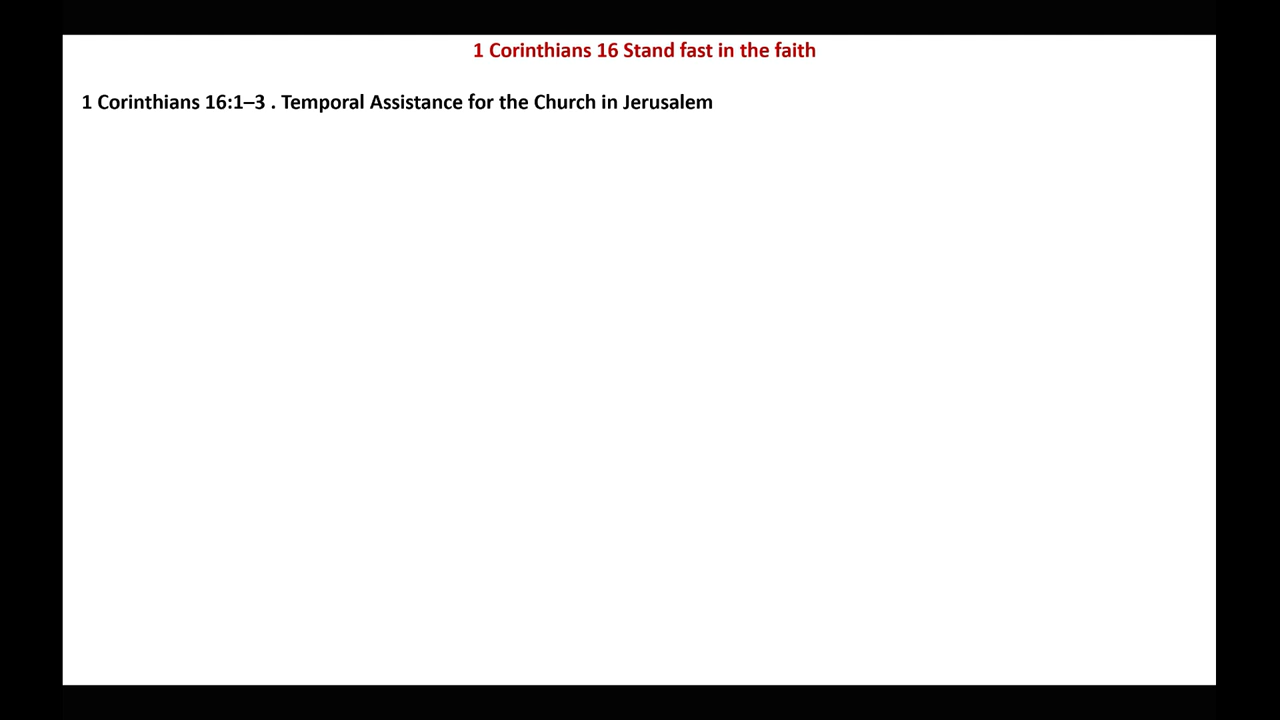 1 Corinthians 16 Stand fast in the faith
1 Corinthians 16:1–3 . Temporal Assistance for the Church in Jerusalem